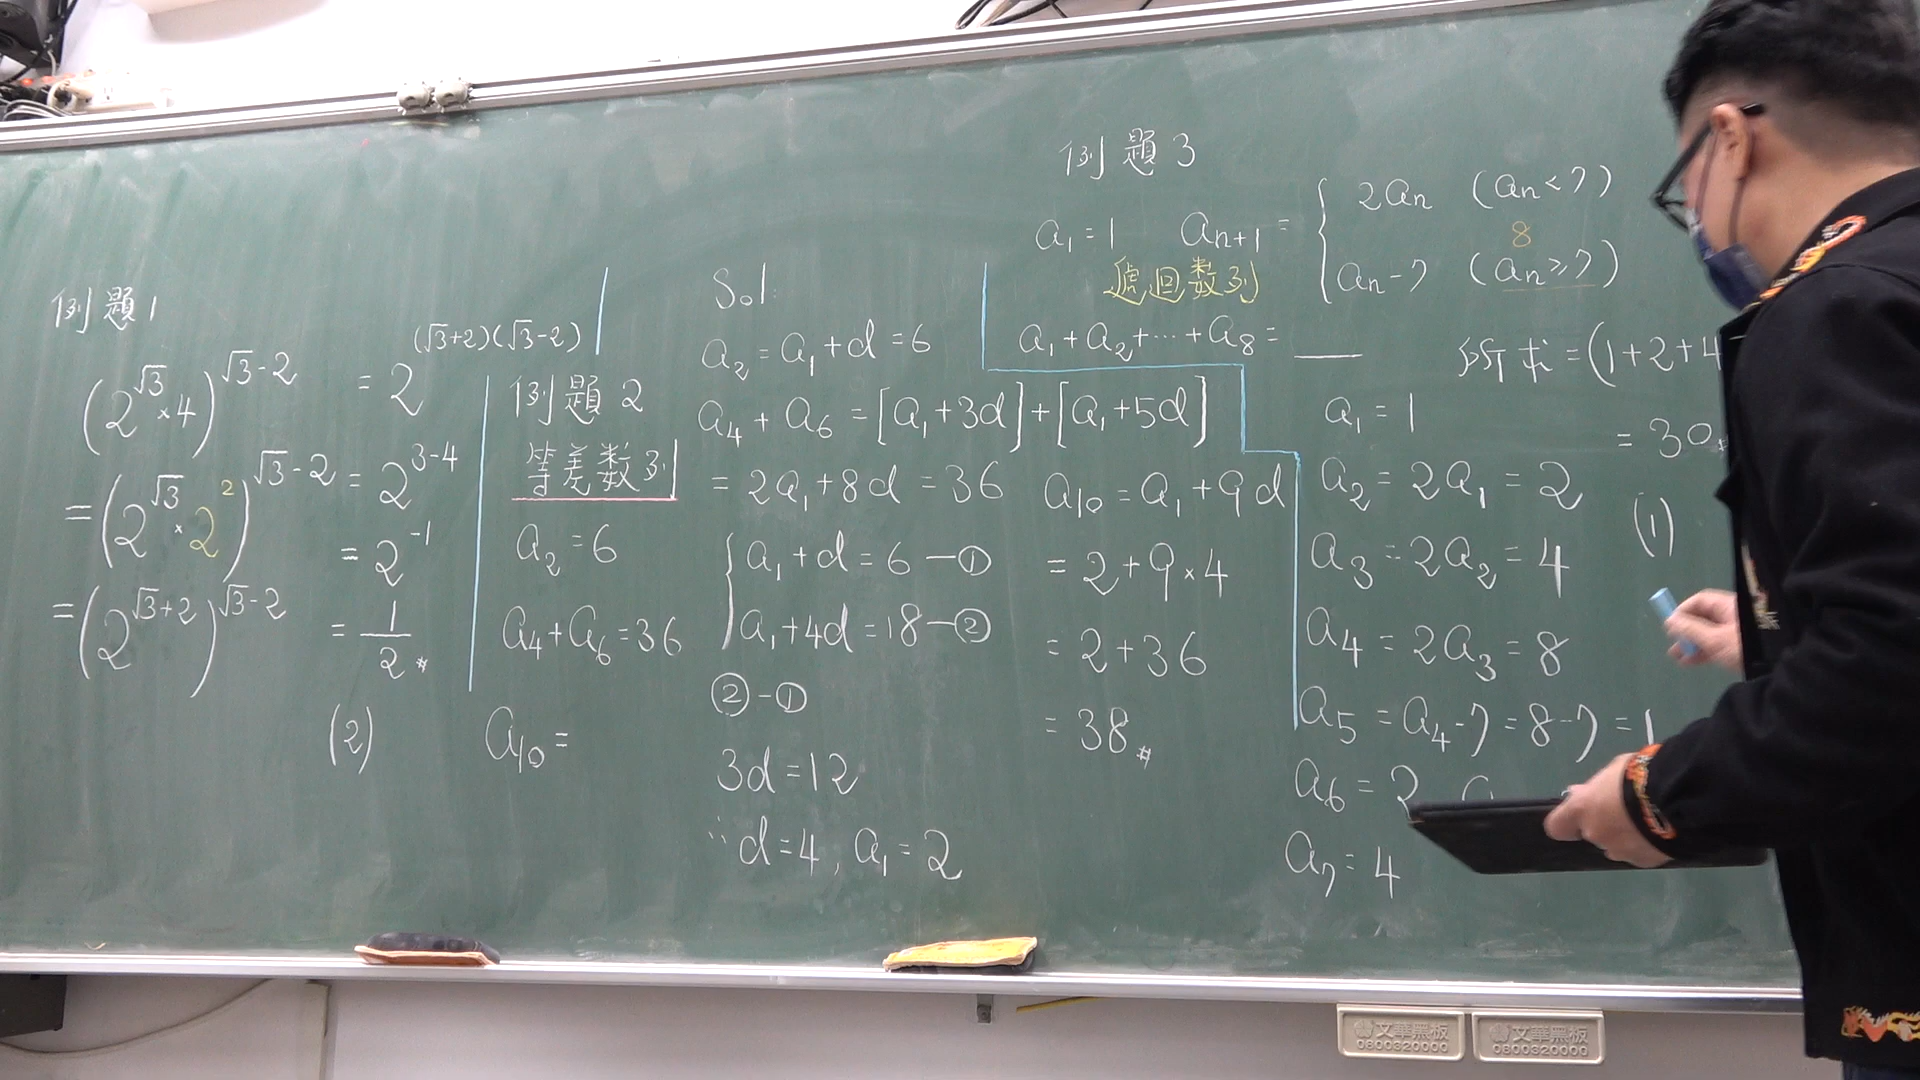 例題1
(2^√3×4)^√3-2 = 2^(√3+2)(√3-2)
=(2^√3×2^2)^√3-2 = 2^3-4
=(2^√3+2)^√3-2 = 2^-1
= 1/2 #
(2)
例題2
等差数列
a₂=6
a₄+a₆=36
a₁₀=
Sol:
a₂=a₁+d=6
a₄+a₆=[a₁+3d]+[a₁+5d]
=2a₁+8d=36
{a₁+d=6—①
a₁+4d=18—②
②-①
3d=12
∴d=4, a₁=2
a₁₀=a₁+9d
=2+9×4
=2+36
=38 #
例題3
a₁=1 aₙ₊₁={2aₙ (aₙ<7)
8
aₙ-7 (aₙ≥7)
遞迴数列
a₁+a₂+⋯+a₈=___
a₁=1
a₂=2a₁=2
a₃=2a₂=4
a₄=2a₃=8
a₅=a₄-7=8-7=1
a₆=2
a₇=4
所求=(1+2+4
=30 #
(1)
文華黑板
0800320000
文華黑板
0800320000